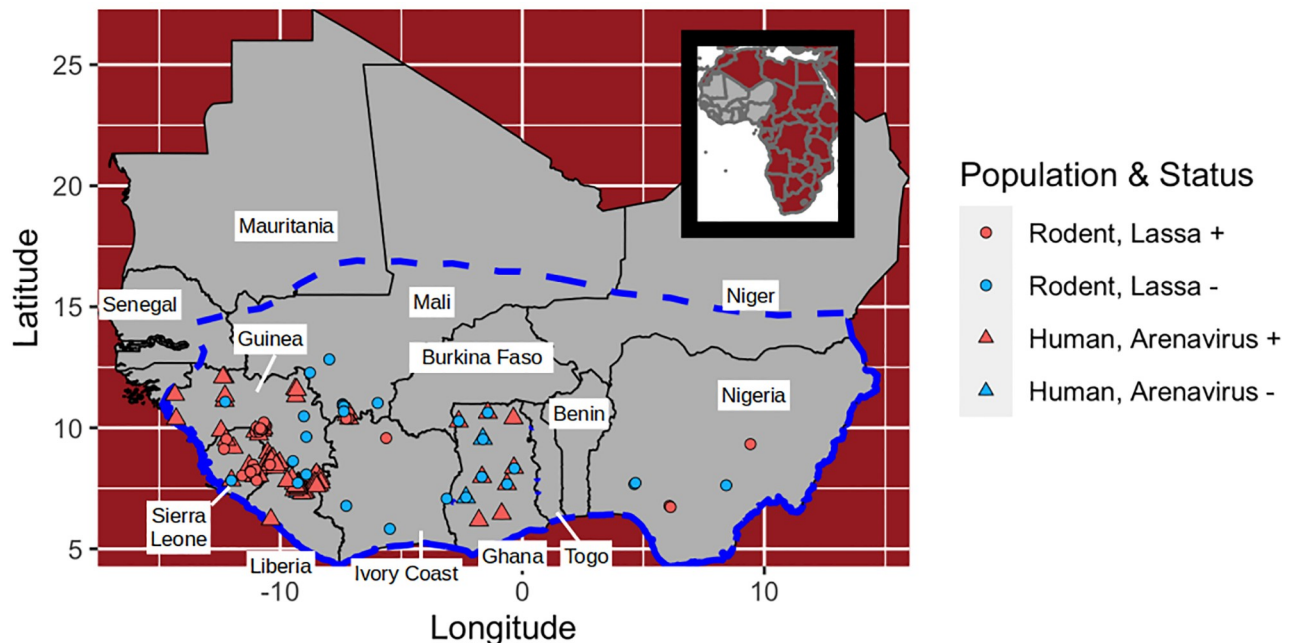 25
20
15
10
5
Latitude
Mauritania
Senegal
Mali
Niger
Guinea
Burkina Faso
Benin
Nigeria
Sierra
Leone
Liberia
Ivory Coast
Ghana
Togo
-10
0
10
Longitude
Population & Status
Rodent, Lassa +
Rodent, Lassa -
Human, Arenavirus +
Human, Arenavirus -